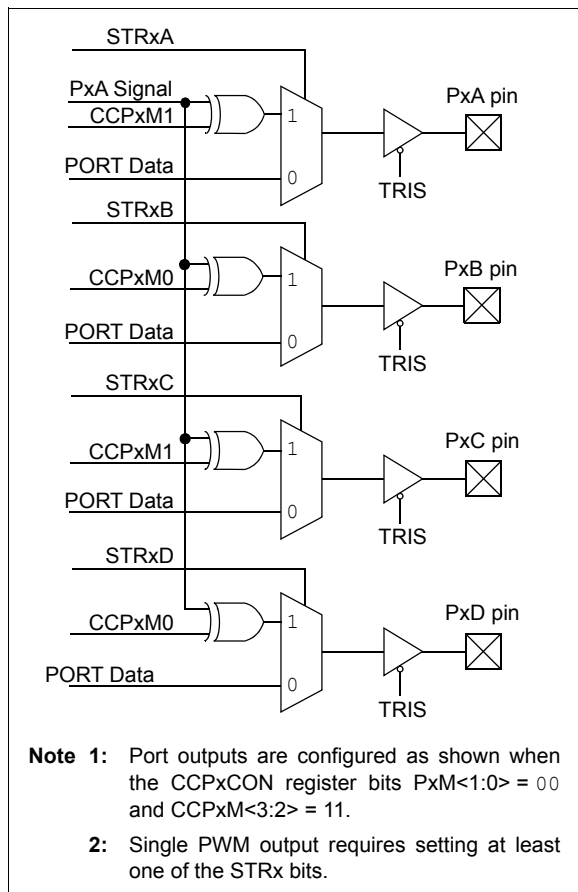 STRxA
PxA Signal
CCPxM1
1
PORT Data
0
TRIS
PxA pin
STRxB
CCPxM0
1
PORT Data
0
TRIS
PxB pin
STRxC
CCPxM1
1
PORT Data
0
TRIS
PxC pin
STRxD
CCPxM0
1
PORT Data
0
TRIS
PxD pin
Note 1: Port outputs are configured as shown when
the CCPxCON register bits PxM<1:0> = 00
and CCPxM<3:2> = 11.
2: Single PWM output requires setting at least
one of the STRx bits.